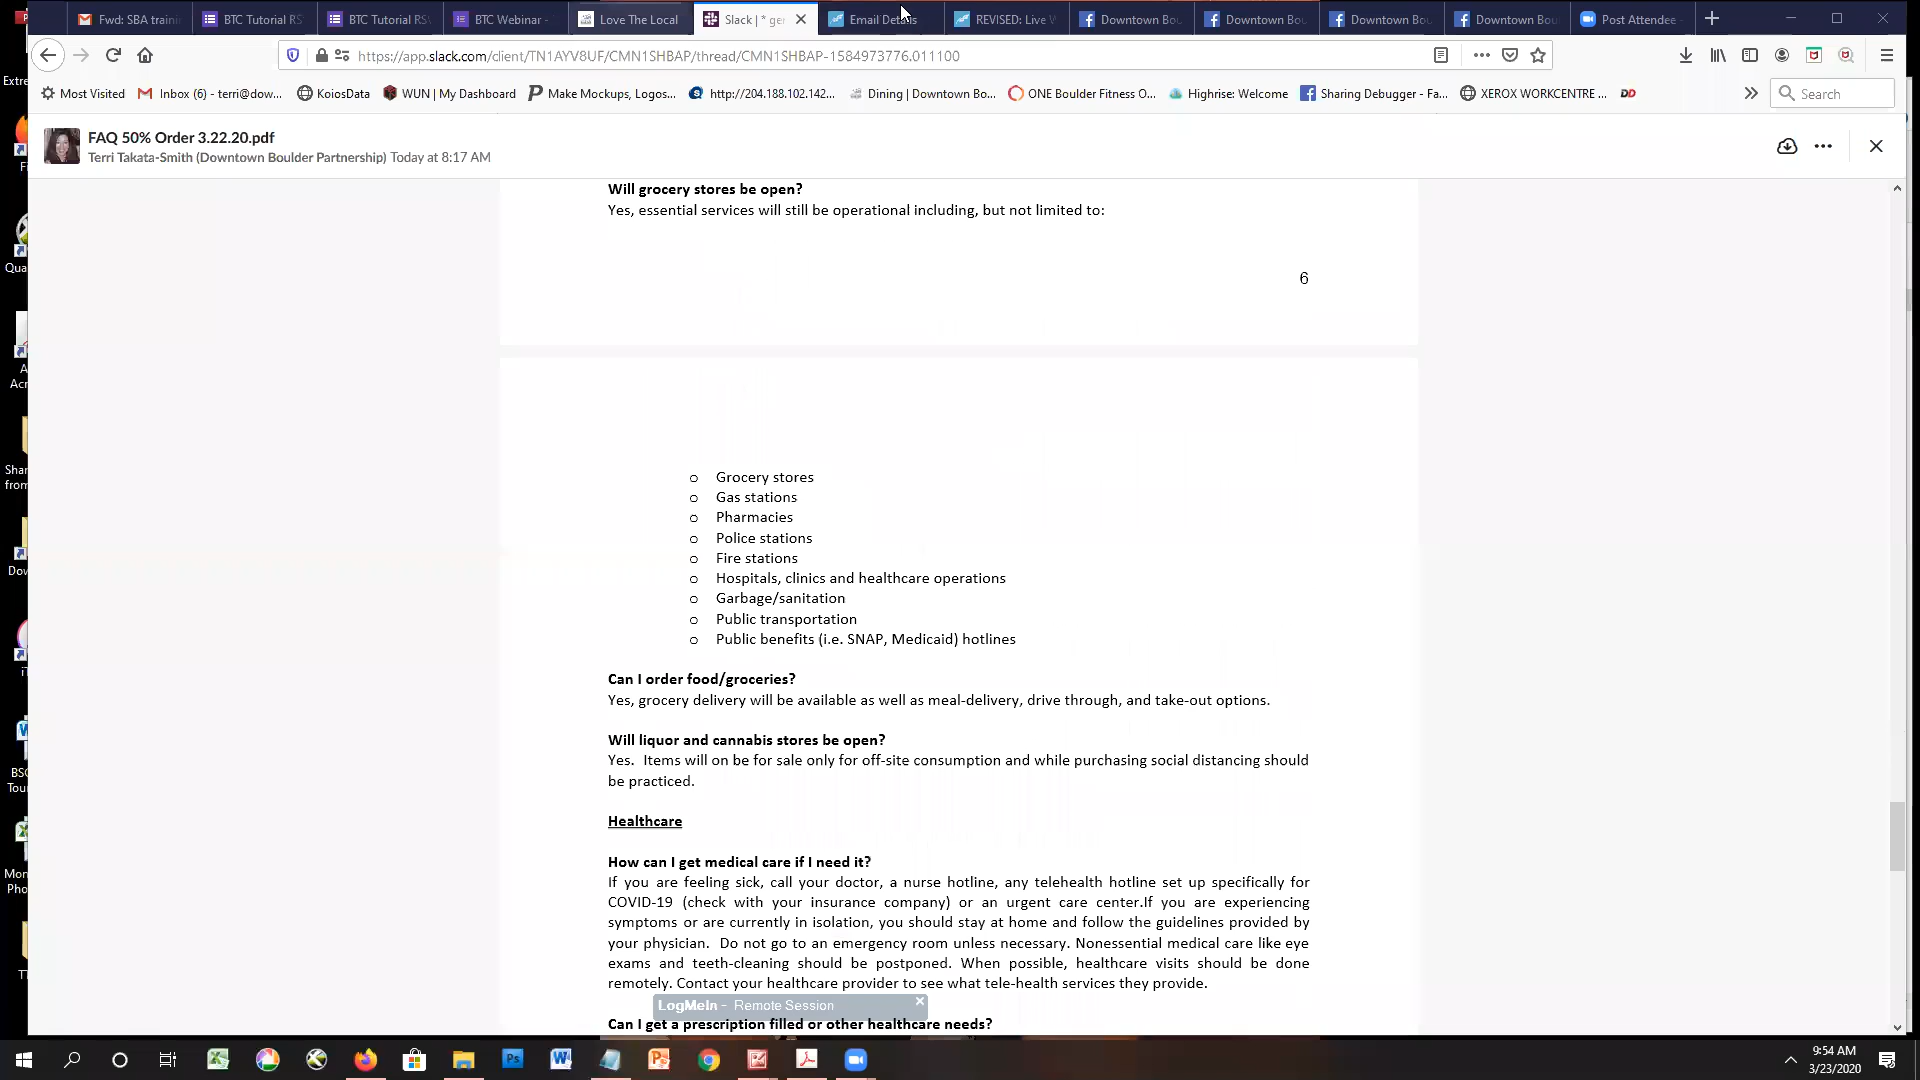 Fwd: SBA traini
BTC Tutorial RS
BTC Tutorial RS
BTC Webinar -
Love The Local
Slack | * ger
Email Details
REVISED: Live W
Downtown Bo
Downtown Bo
Downtown Bo
Downtown Bou
Post Attendee -
https://app.slack.com/client/TN1AYV8UF/CMN1SHBAP/thread/CMN1SHBAP-1584973776.011100
Most Visited
Inbox (6) - terri@dow...
KoiosData
WUN | My Dashboard
Make Mockups, Logos...
http://204.188.102.142...
Dining | Downtown Bo...
ONE Boulder Fitness O...
Highrise: Welcome
Sharing Debugger - Fa...
XEROX WORKCENTRE ...
DD
Search
FAQ 50% Order 3.22.20.pdf
Terri Takata-Smith (Downtown Boulder Partnership) Today at 8:17 AM
Will grocery stores be open?
Yes, essential services will still be operational including, but not limited to:
6
o Grocery stores
o Gas stations
o Pharmacies
o Police stations
o Fire stations
o Hospitals, clinics and healthcare operations
o Garbage/sanitation
o Public transportation
o Public benefits (i.e. SNAP, Medicaid) hotlines
Can I order food/groceries?
Yes, grocery delivery will be available as well as meal-delivery, drive through, and take-out options.
Will liquor and cannabis stores be open?
Yes. Items will on be for sale only for off-site consumption and while purchasing social distancing should
be practiced.
Healthcare
How can I get medical care if I need it?
If you are feeling sick, call your doctor, a nurse hotline, any telehealth hotline set up specifically for
COVID-19 (check with your insurance company) or an urgent care center.If you are experiencing
symptoms or are currently in isolation, you should stay at home and follow the guidelines provided by
your physician. Do not go to an emergency room unless necessary. Nonessential medical care like eye
exams and teeth-cleaning should be postponed. When possible, healthcare visits should be done
remotely. Contact your healthcare provider to see what tele-health services they provide.
LogMeIn - Remote Session
Can I get a prescription filled or other healthcare needs?
Extre
Qua
Acr
Shar
from
Dow
BSC
Tour
Mon
Pho
9:54 AM
3/23/2020